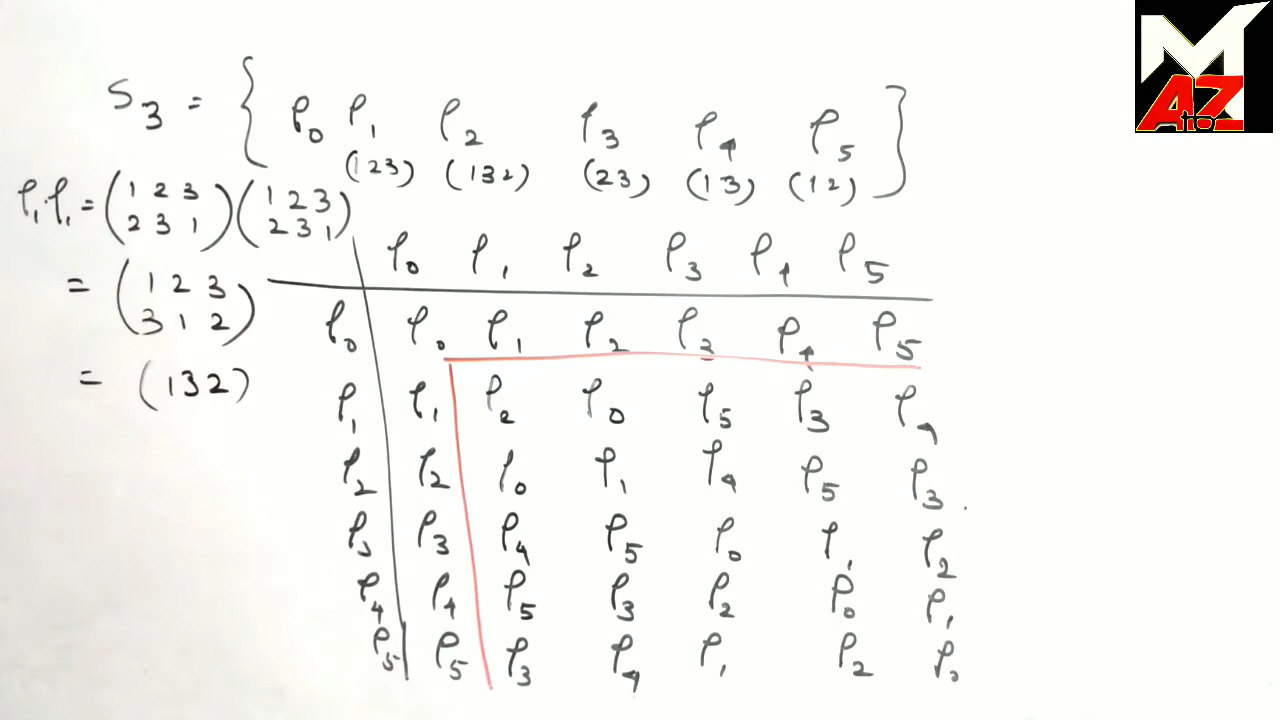 S₃ = { ρ₀ ρ₁ ρ₂ ρ₃ ρ₄ ρ₅ }
(123) (132) (23) (13) (12)
ρ₁·ρ₁ = (1 2 3 / 2 3 1)(1 2 3 / 2 3 1)
= (1 2 3 / 3 1 2)
= (132)
ρ₀ ρ₁ ρ₂ ρ₃ ρ₄ ρ₅
ρ₀ ρ₀ ρ₁ ρ₂ ρ₃ ρ₄ ρ₅
ρ₁ ρ₁ ρ₂ ρ₀ ρ₅ ρ₃ ρ₄
ρ₂ ρ₂ ρ₀ ρ₁ ρ₄ ρ₅ ρ₃
ρ₃ ρ₃ ρ₄ ρ₅ ρ₀ ρ₁ ρ₂
ρ₄ ρ₄ ρ₅ ρ₃ ρ₂ ρ₀ ρ₁
ρ₅ ρ₅ ρ₃ ρ₄ ρ₁ ρ₂ ρ₀
M
AtoZ